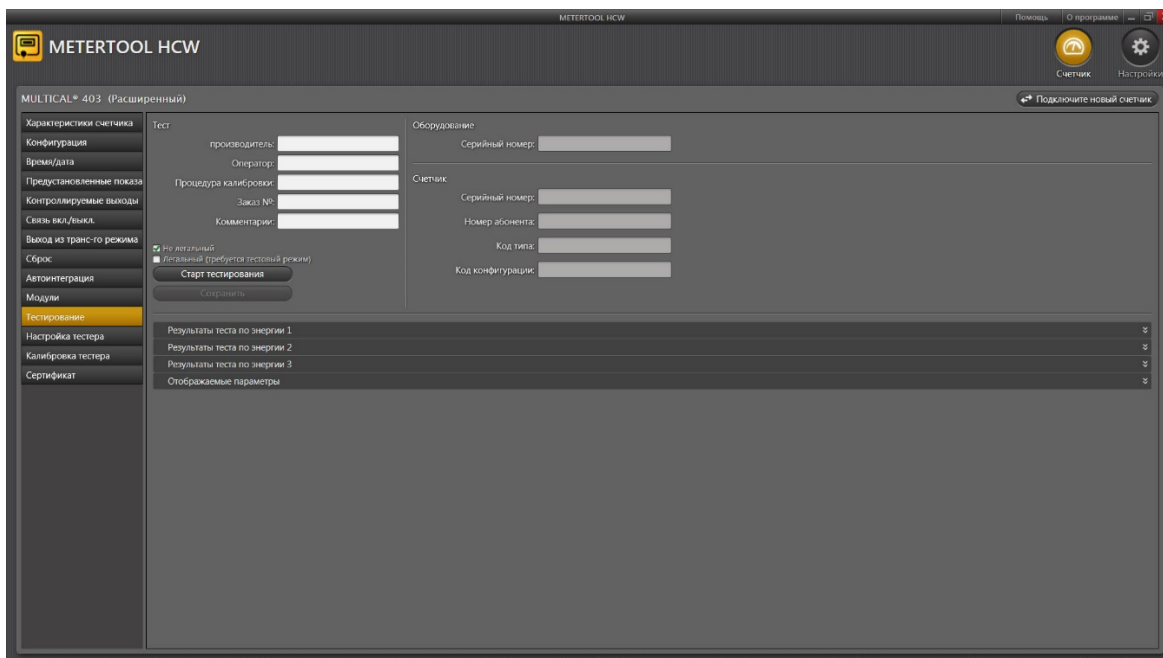 METERTOOL HCW
Помощь О программе
METERTOOL HCW
Счетчик Настройки
MULTICAL® 403 (Расширенный)
Подключите новый счетчик
Характеристики счетчика
Конфигурация
Время/дата
Предустановленные показа
Контроллируемые выходы
Связь вкл./выкл.
Выход из транс-го режима
Сброс
Автоинтеграция
Модули
Тестирование
Настройка тестера
Калибровка тестера
Сертификат
Тест
производитель:
Оператор:
Процедура калибровки:
Заказ №:
Комментарии:
Не легальный
Легальный (требуется тестовый режим)
Старт тестирования
Сохранить
Оборудование
Серийный номер:
Счетчик
Серийный номер:
Номер абонента:
Код типа:
Код конфигурации:
Результаты теста по энергии 1
Результаты теста по энергии 2
Результаты теста по энергии 3
Отображаемые параметры